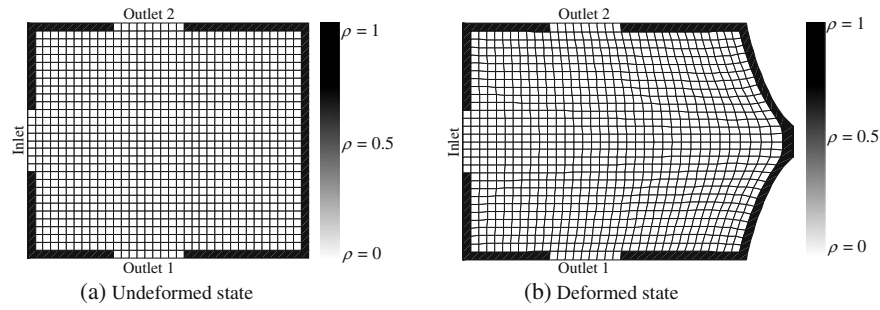 Outlet 2
Inlet
Outlet 1
ρ = 1
ρ = 0.5
ρ = 0
(a) Undeformed state
Outlet 2
Inlet
Outlet 1
ρ = 1
ρ = 0.5
ρ = 0
(b) Deformed state